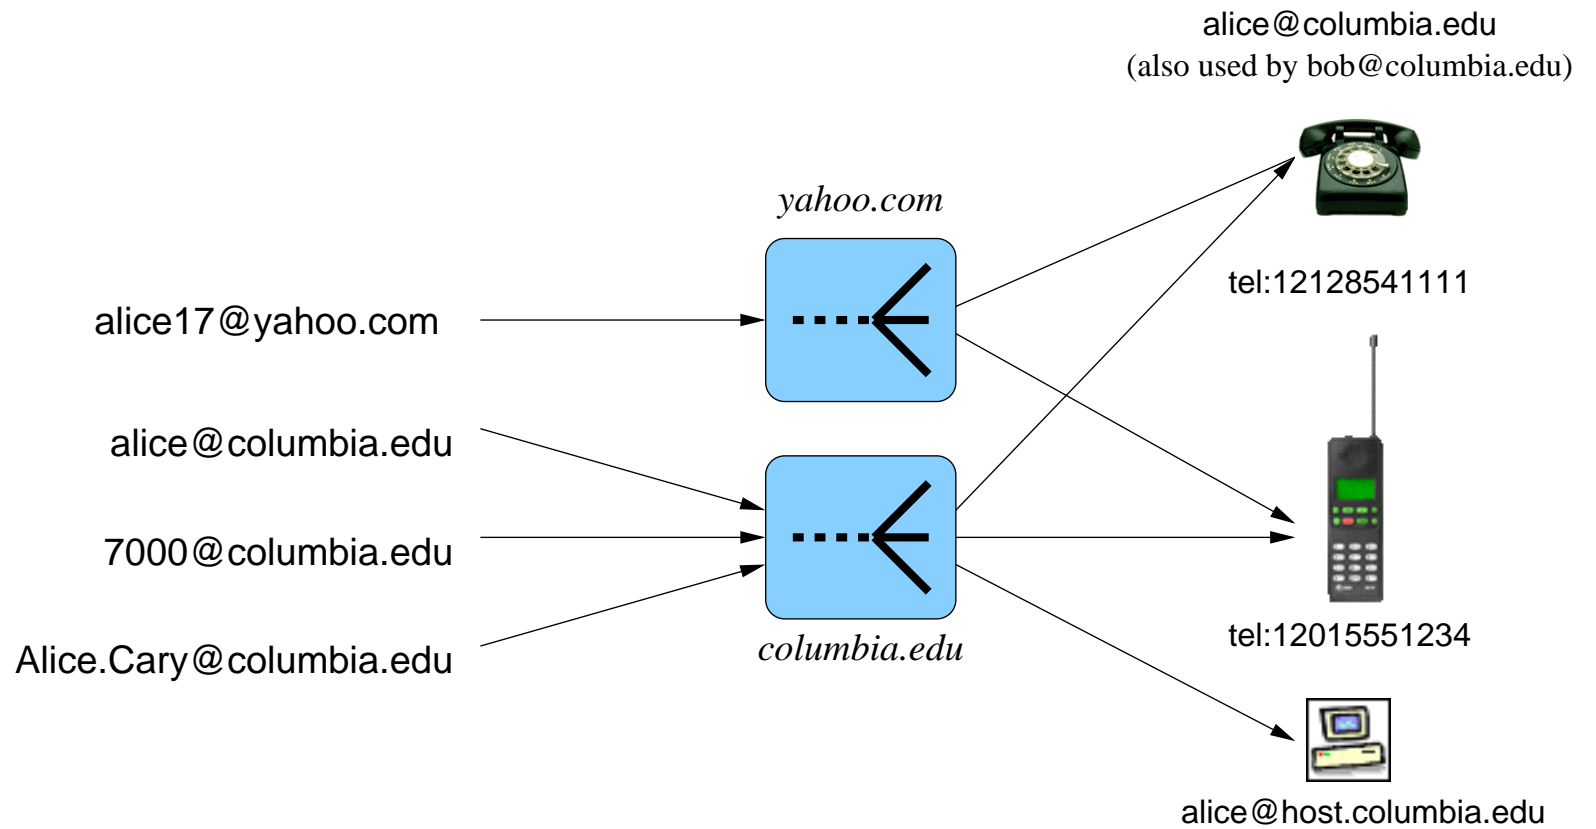 alice@columbia.edu
(also used by bob@columbia.edu)
yahoo.com
tel:12128541111
alice17@yahoo.com
alice@columbia.edu
7000@columbia.edu
Alice.Cary@columbia.edu
columbia.edu
tel:12015551234
alice@host.columbia.edu